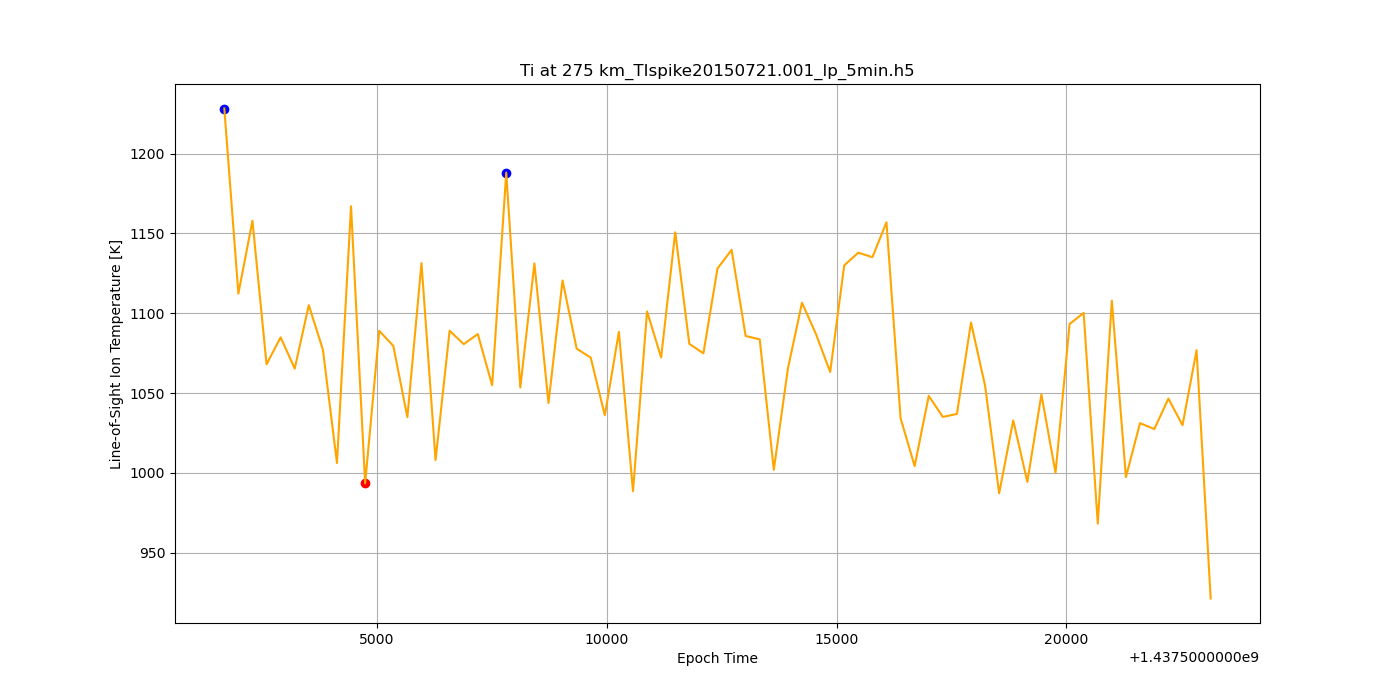 Ti at 275 km_TIspike20150721.001_lp_5min.h5
Line-of-Sight Ion Temperature [K]
1200
1150
1100
1050
1000
950
5000 10000 15000 20000
Epoch Time
+1.4375000000e9